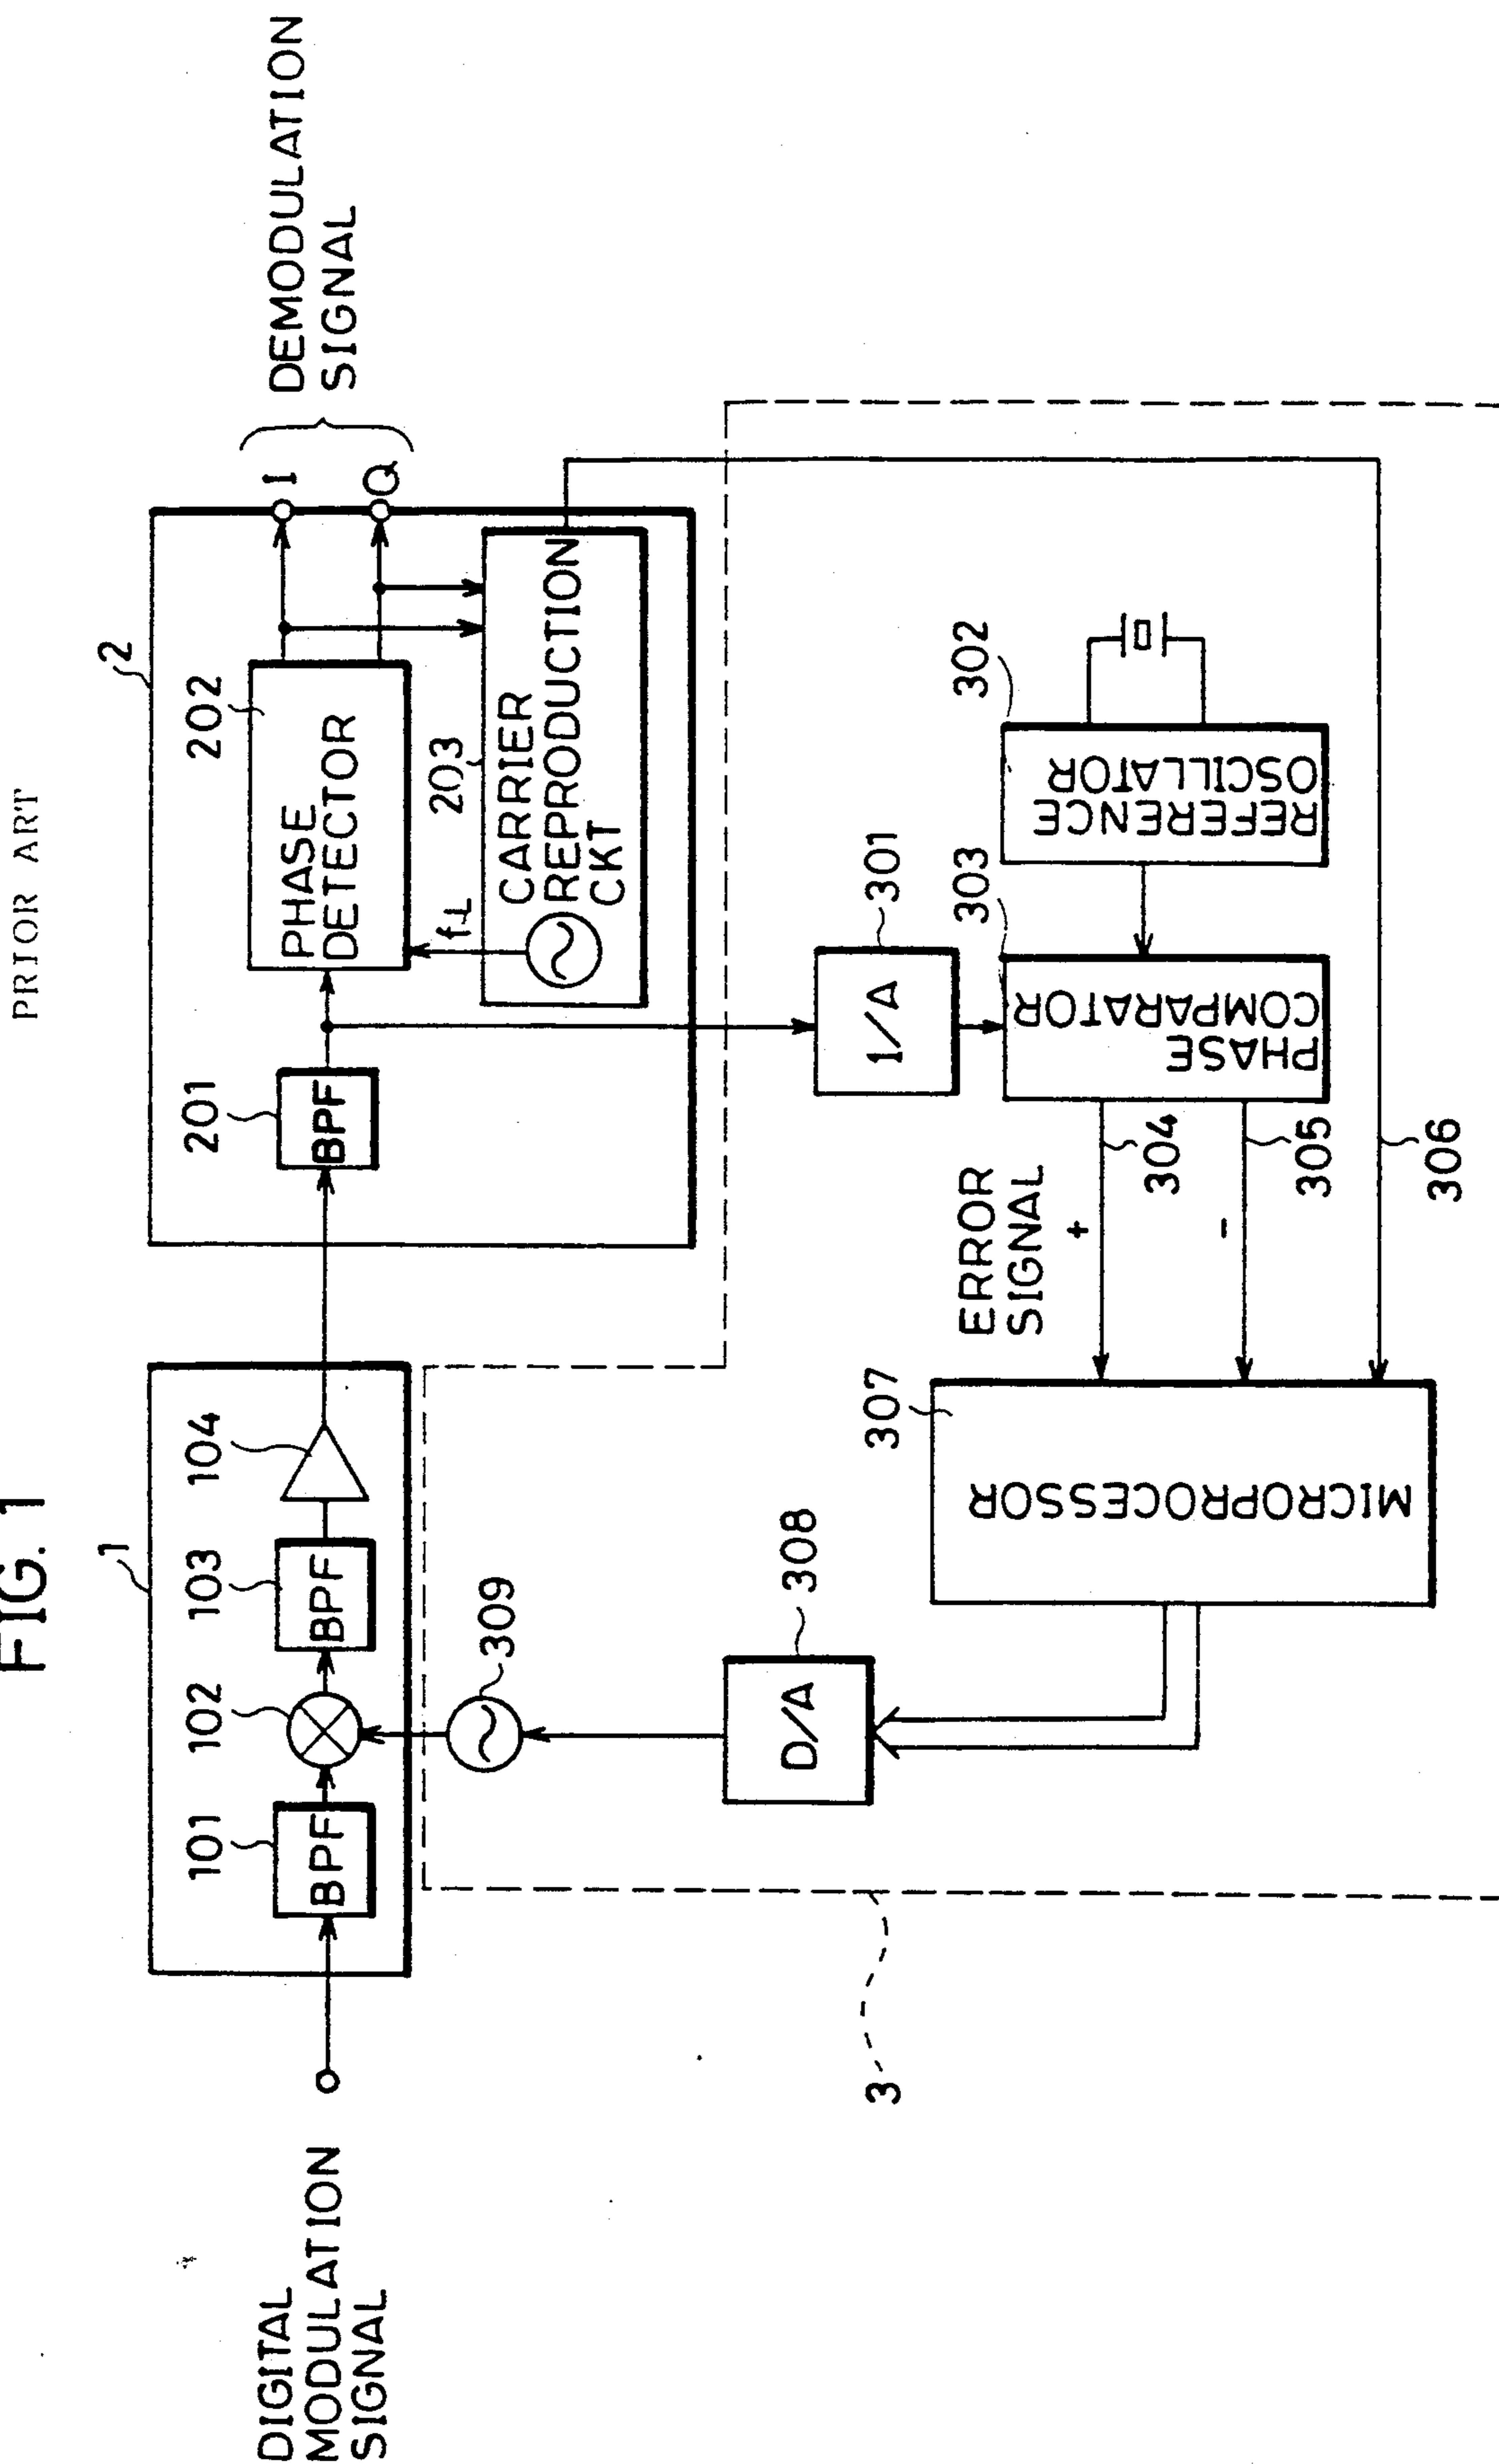 FIG. 1
PRIOR ART
DIGITAL
MODULATION
SIGNAL
1
101
BPF
102
103
BPF
104
2
201
BPF
202
PHASE
DETECTOR
203
CARRIER
REPRODUCTION
CKT
I
Q
DEMODULATION
SIGNAL
3
309
308
D/A
307
MICROPROCESSOR
ERROR
SIGNAL
+
304
-
305
306
301
1/A
303
PHASE
COMPARATOR
302
REFERENCE
OSCILLATOR